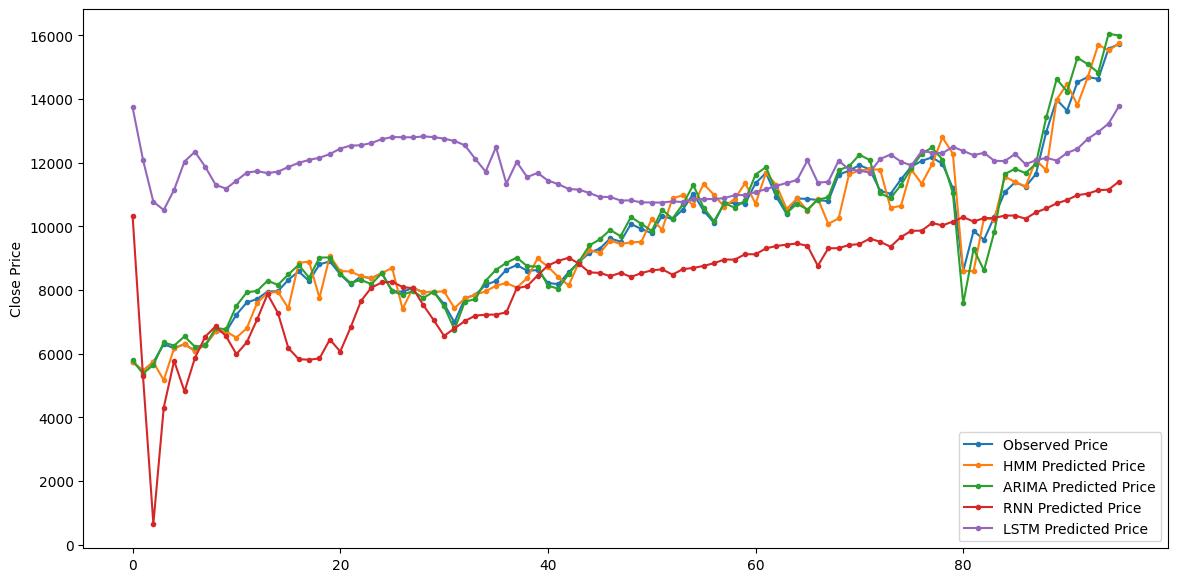 Close Price
16000
14000
12000
10000
8000
6000
4000
2000
0
0 20 40 60 80
Observed Price
HMM Predicted Price
ARIMA Predicted Price
RNN Predicted Price
LSTM Predicted Price